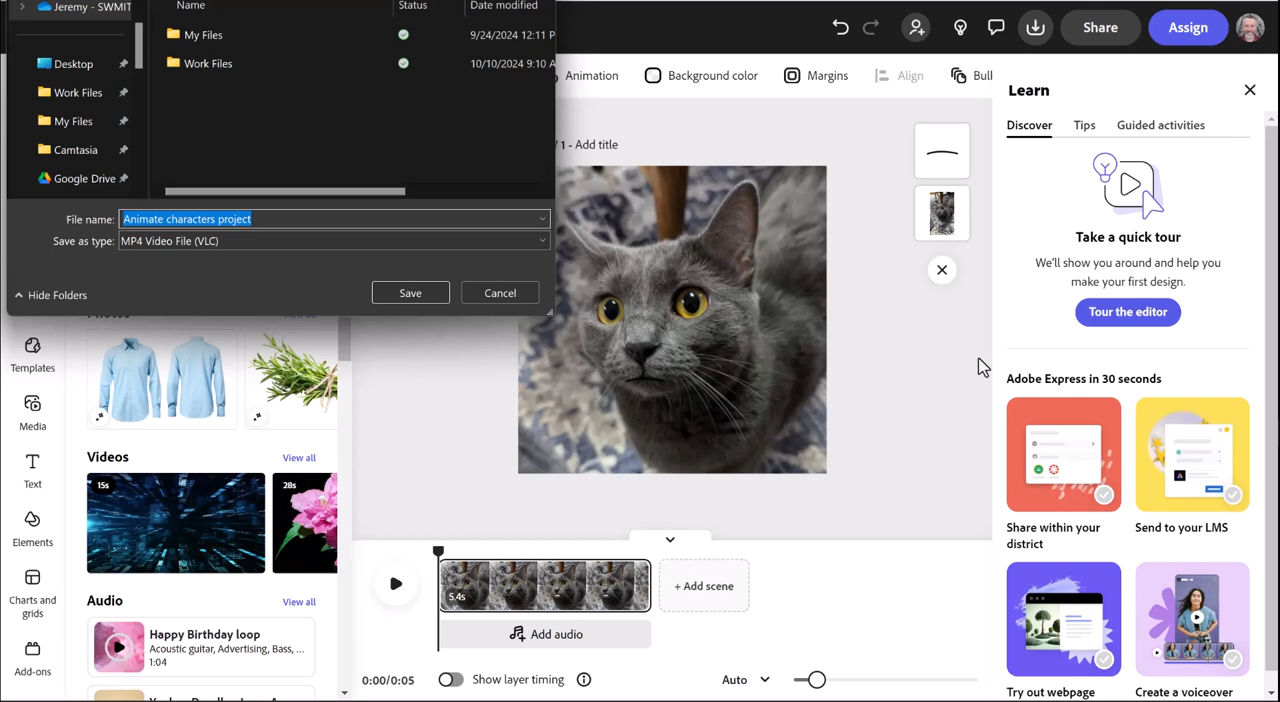 Jeremy - SWMIT
Name
Status
Date modified
My Files
9/24/2024 12:11 P
Work Files
10/10/2024 9:10 A
Desktop
Work Files
My Files
Camtasia
Google Drive
File name:
Animate characters project
Save as type:
MP4 Video File (VLC)
Hide Folders
Save
Cancel
Share
Assign
Animation
Background color
Margins
Align
Bul
1 - Add title
Templates
Media
Text
Elements
Charts and
grids
Add-ons
Videos
View all
15s
28s
Audio
View all
Happy Birthday loop
Acoustic guitar, Advertising, Bass, ...
1:04
5.4s
+ Add scene
Add audio
0:00/0:05
Show layer timing
Auto
Learn
Discover
Tips
Guided activities
Take a quick tour
We'll show you around and help you
make your first design.
Tour the editor
Adobe Express in 30 seconds
Share within your
district
Send to your LMS
Try out webpage
Create a voiceover